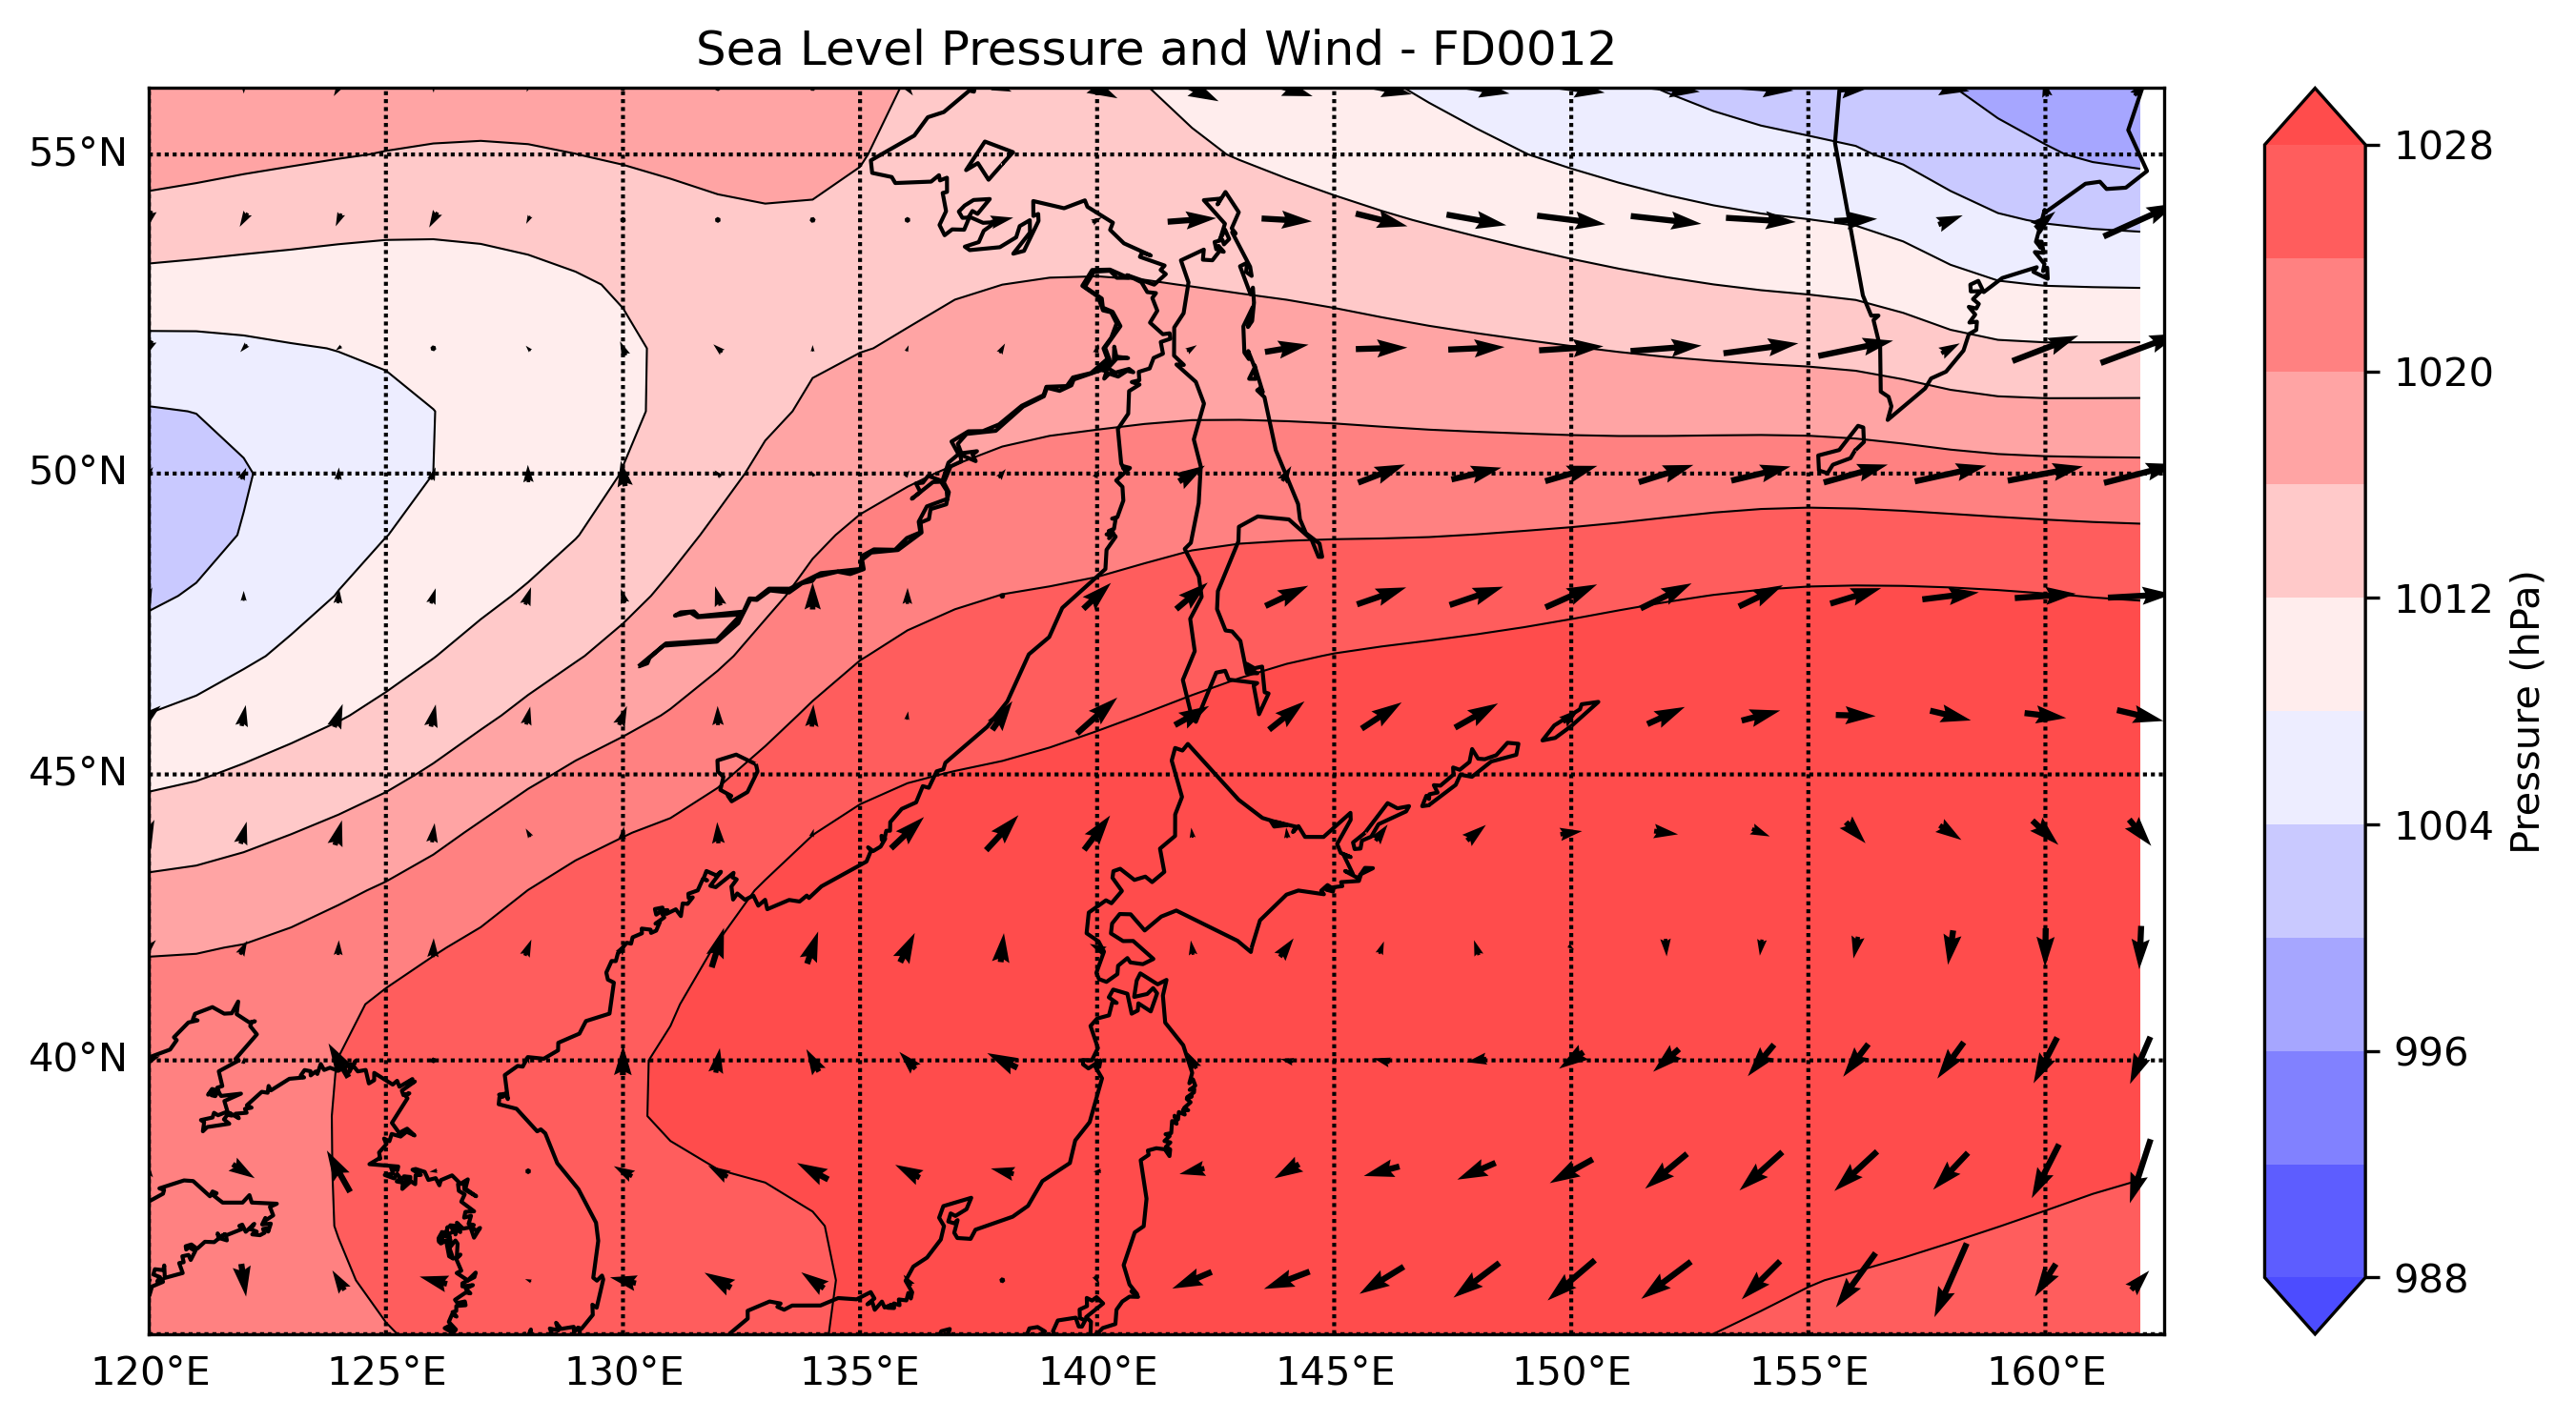 Sea Level Pressure and Wind - FD0012
55°N
50°N
45°N
40°N
120°E 125°E 130°E 135°E 140°E 145°E 150°E 155°E 160°E
1028
1020
1012
1004
996
988
Pressure (hPa)